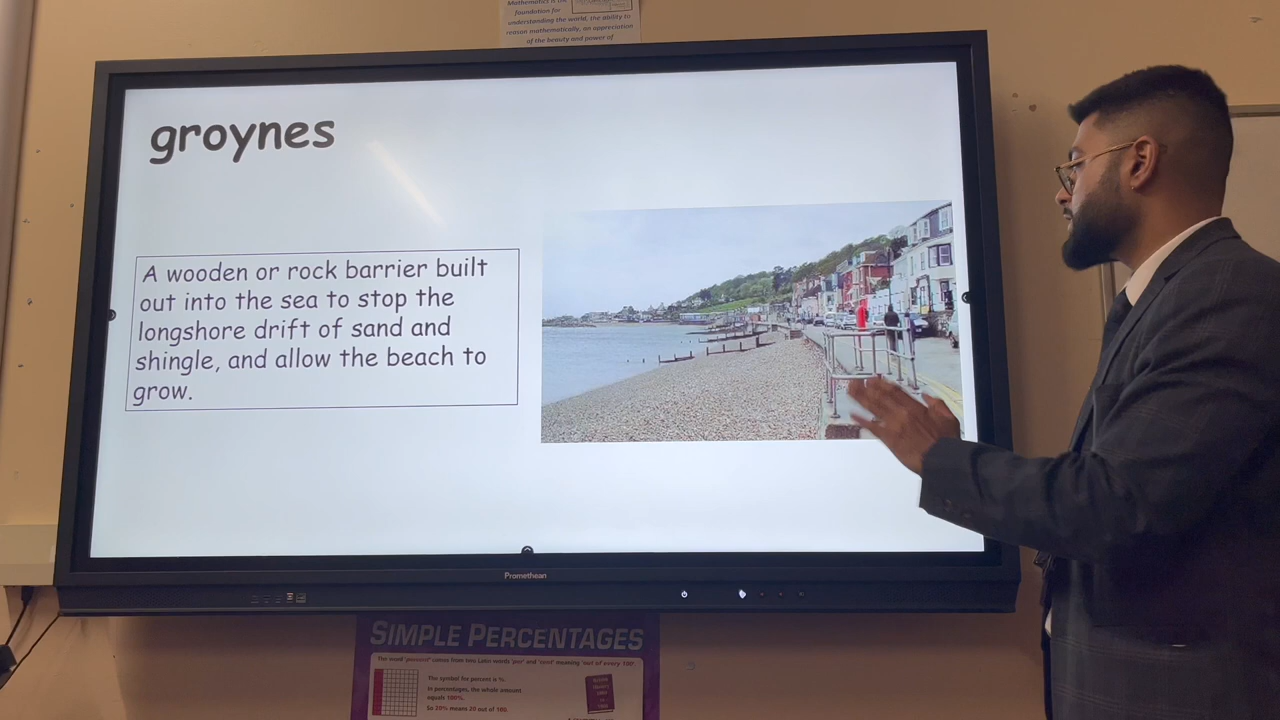 Mathematics is the
foundation for
understanding the world, the ability to
reason mathematically, an appreciation
of the beauty and power of
groynes
A wooden or rock barrier built
out into the sea to stop the
longshore drift of sand and
shingle, and allow the beach to
grow.
Promethean
SIMPLE PERCENTAGES
The word 'percent' comes from two Latin words 'per' and 'cent' meaning 'out of every 100'
The symbol for percent is %.
In percentages, the whole amount
equals 100%.
So 20% means 20 out of 100.